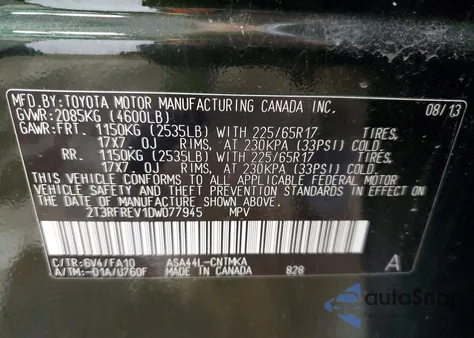 MFD.BY:TOYOTA MOTOR MANUFACTURING CANADA INC.
08/13
GVWR:2085KG (4600LB)
GAWR:FRT. 1150KG (2535LB) WITH 225/65R17 TIRES,
17X7.0J RIMS, AT 230KPA (33PSI) COLD.
RR. 1150KG (2535LB) WITH 225/65R17 TIRES,
17X7.0J RIMS, AT 230KPA (33PSI) COLD.
THIS VEHICLE CONFORMS TO ALL APPLICABLE FEDERAL MOTOR
VEHICLE SAFETY AND THEFT PREVENTION STANDARDS IN EFFECT ON
THE DATE OF MANUFACTURE SHOWN ABOVE.
2T3RFREV1DW077945 MPV
C/TR:6V4/FA10 ASA44L-CNTMKA
A/TM:-01A/U760F MADE IN CANADA 828 A
autoSnap